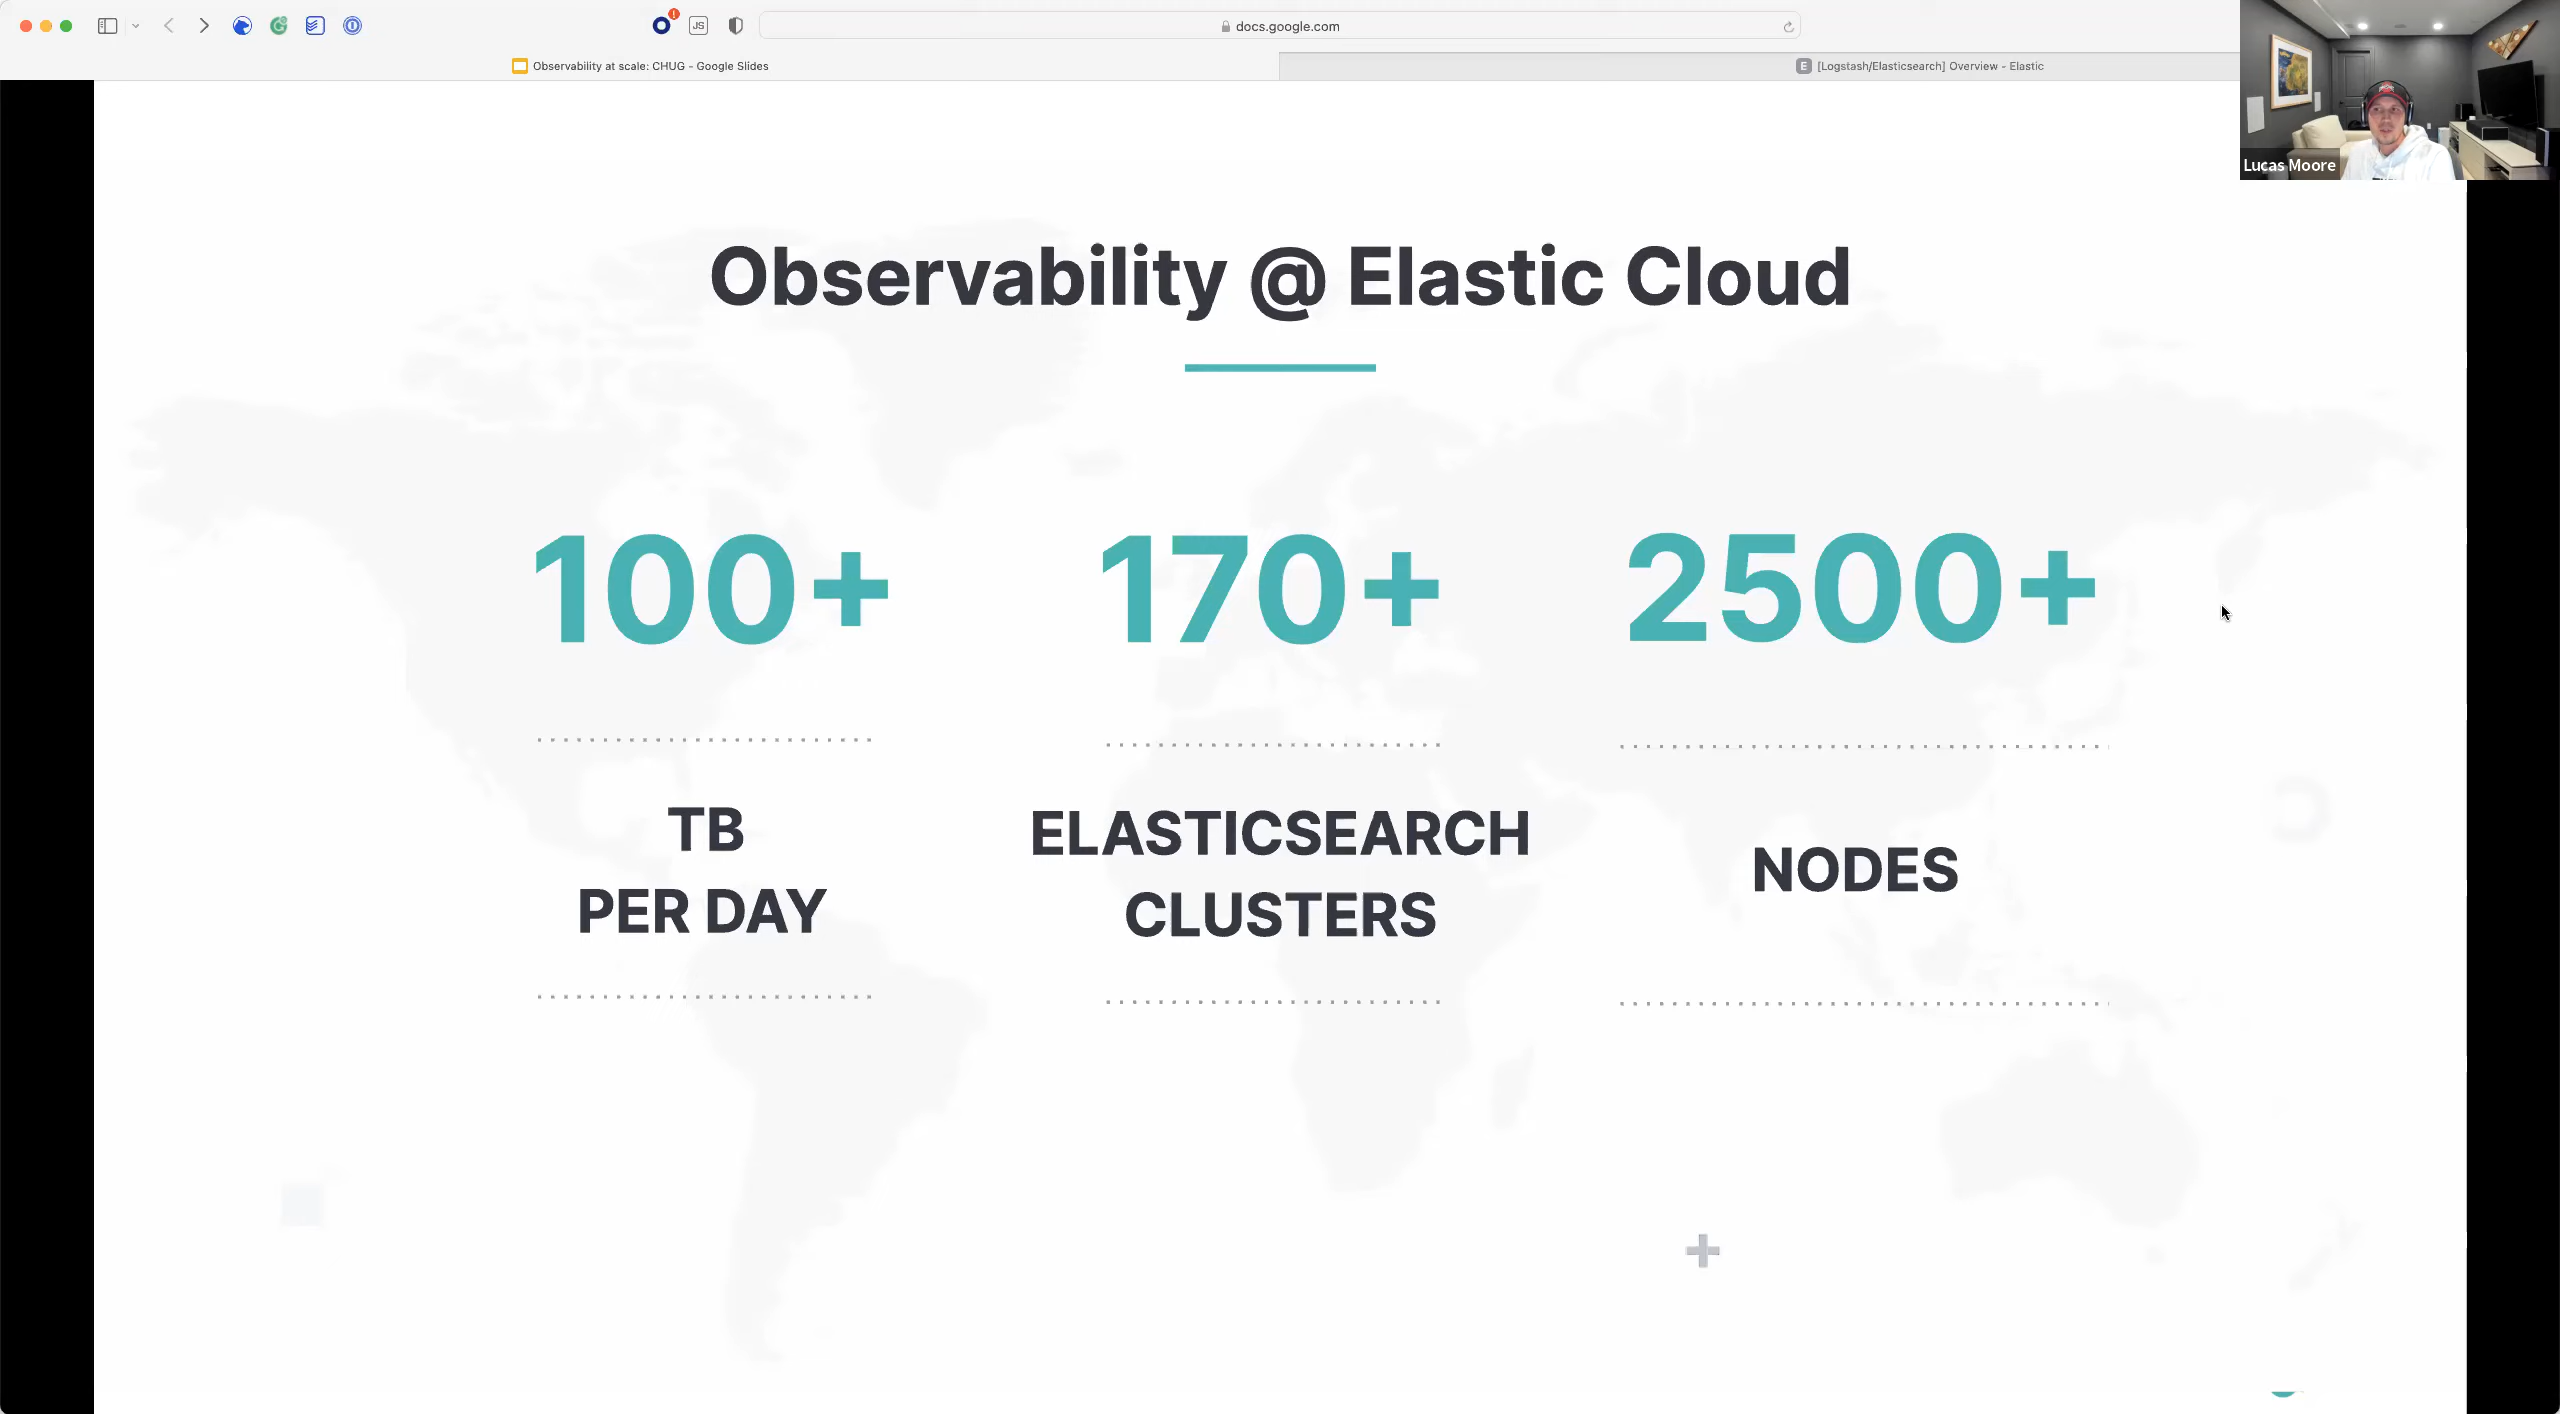 docs.google.com
JS
Observability at scale: CHUG - Google Slides
E [Logstash/Elasticsearch] Overview - Elastic
Lucas Moore
Observability @ Elastic Cloud
100+
170+
2500+
TB
PER DAY
ELASTICSEARCH
CLUSTERS
NODES